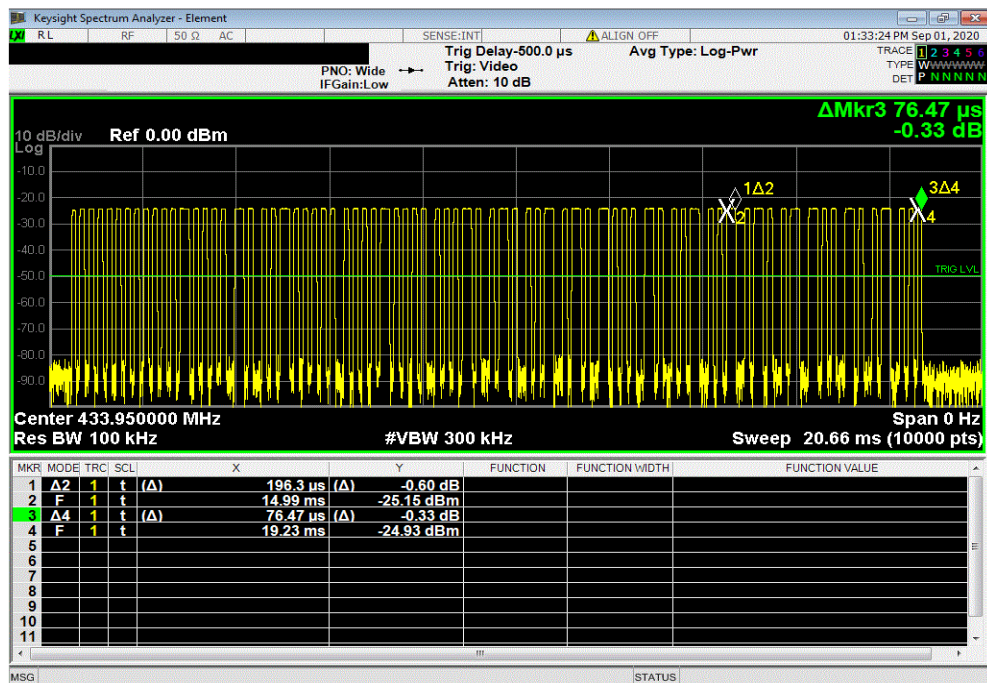 Keysight Spectrum Analyzer - Element
LXI RL RF 50 Ω AC SENSE:INT ALIGN OFF 01:33:24 PM Sep 01, 2020
Trig Delay-500.0 µs Avg Type: Log-Pwr TRACE 1 2 3 4 5 6
PNO: Wide Trig: Video TYPE WWWWWW
IFGain:Low Atten: 10 dB DET P N N N N N
ΔMkr3 76.47 µs
10 dB/div Ref 0.00 dBm -0.33 dB
Log
-10.0
-20.0 1Δ2 3Δ4
-30.0 2 4
-40.0
-50.0 TRIG LVL
-60.0
-70.0
-80.0
-90.0
Center 433.950000 MHz Span 0 Hz
Res BW 100 kHz #VBW 300 kHz Sweep 20.66 ms (10000 pts)
MKR MODE TRC SCL X Y FUNCTION FUNCTION WIDTH FUNCTION VALUE
1 Δ2 1 t (Δ) 196.3 µs (Δ) -0.60 dB
2 F 1 t 14.99 ms -25.15 dBm
3 Δ4 1 t (Δ) 76.47 µs (Δ) -0.33 dB
4 F 1 t 19.23 ms -24.93 dBm
5
6
7
8
9
10
11
MSG STATUS